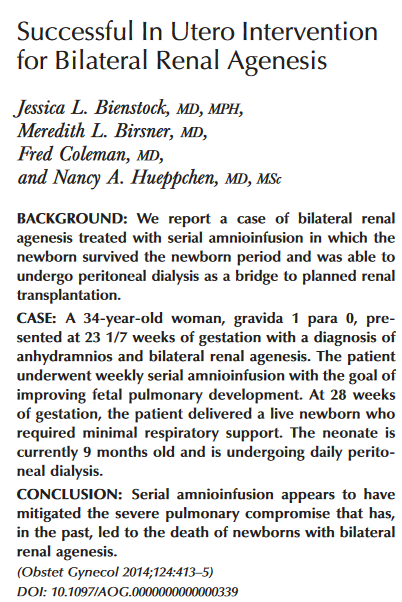 Successful In Utero Intervention
for Bilateral Renal Agenesis
Jessica L. Bienstock, MD, MPH,
Meredith L. Birsner, MD,
Fred Coleman, MD,
and Nancy A. Hueppchen, MD, MSc
BACKGROUND: We report a case of bilateral renal
agenesis treated with serial amnioinfusion in which the
newborn survived the newborn period and was able to
undergo peritoneal dialysis as a bridge to planned renal
transplantation.
CASE: A 34-year-old woman, gravida 1 para 0, pre-
sented at 23 1/7 weeks of gestation with a diagnosis of
anhydramnios and bilateral renal agenesis. The patient
underwent weekly serial amnioinfusion with the goal of
improving fetal pulmonary development. At 28 weeks
of gestation, the patient delivered a live newborn who
required minimal respiratory support. The neonate is
currently 9 months old and is undergoing daily perito-
neal dialysis.
CONCLUSION: Serial amnioinfusion appears to have
mitigated the severe pulmonary compromise that has,
in the past, led to the death of newborns with bilateral
renal agenesis.
(Obstet Gynecol 2014;124:413–5)
DOI: 10.1097/AOG.0000000000000339